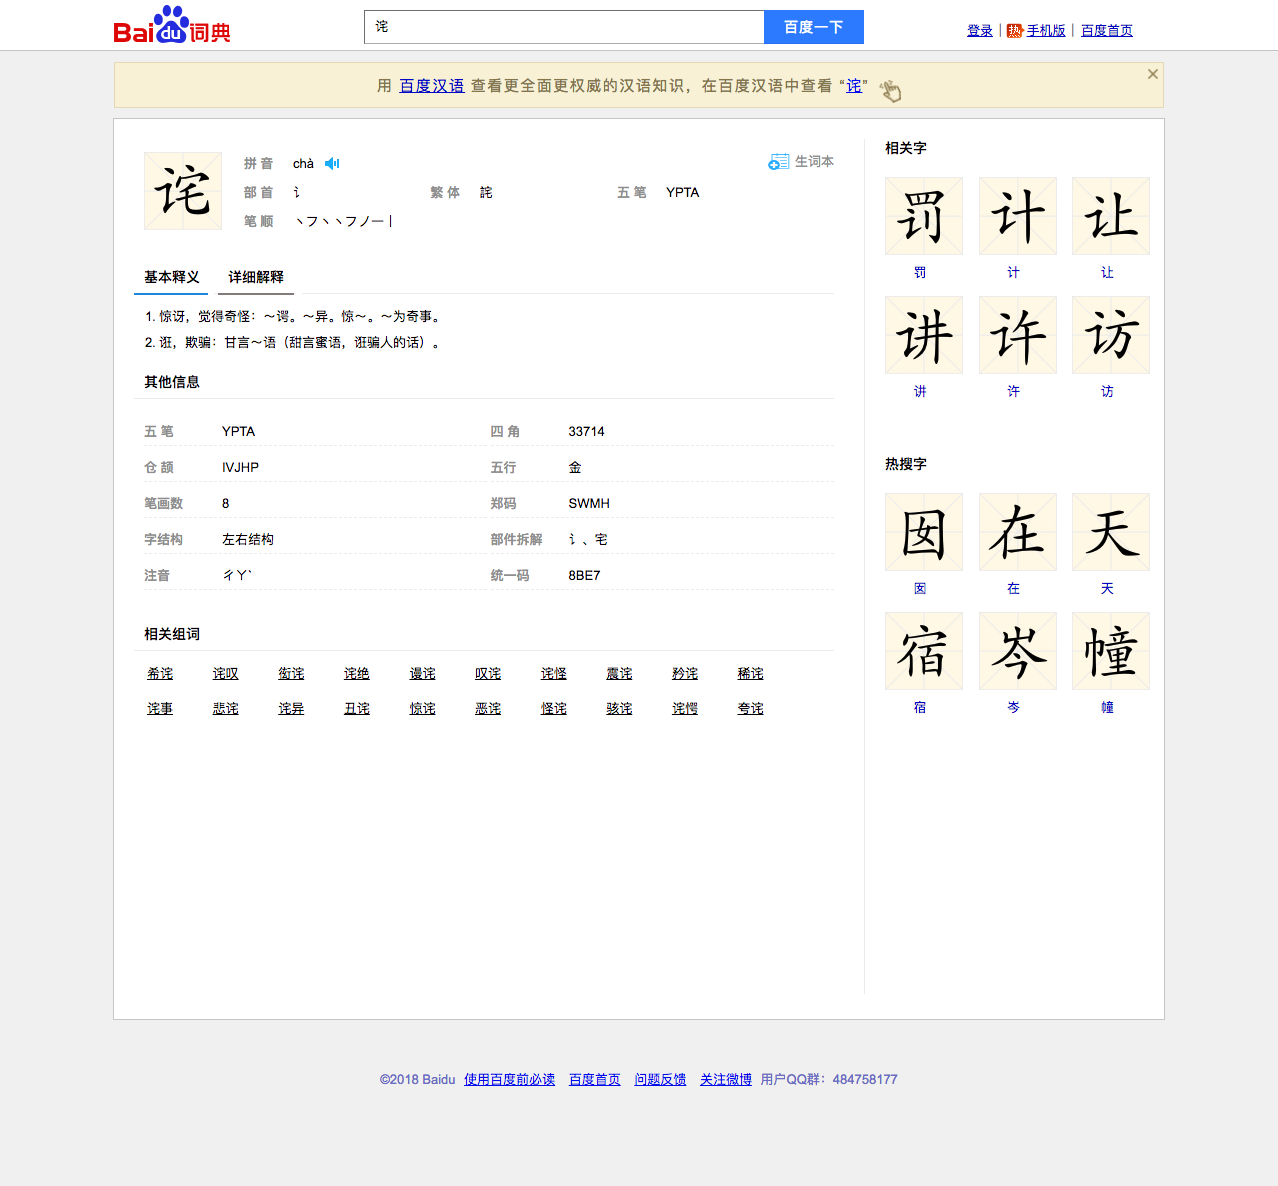 Baidu词典
诧
百度一下
登录 | 热 手机版 | 百度首页
用 百度汉语 查看更全面更权威的汉语知识，在百度汉语中查看 “诧”
诧
拼 音 chà
生词本
部 首 讠 繁 体 詫 五 笔 YPTA
笔 顺 丶フ丶丶フノ一丨
基本释义 详细解释
1. 惊讶，觉得奇怪：～谔。～异。惊～。～为奇事。
2. 诳，欺骗：甘言～语（甜言蜜语，诳骗人的话）。
其他信息
五 笔 YPTA 四 角 33714
仓 颉 IVJHP 五行 金
笔画数 8 郑码 SWMH
字结构 左右结构 部件拆解 讠、宅
注音 ㄔㄚˋ 统一码 8BE7
相关组词
希诧 诧叹 衒诧 诧绝 谩诧 叹诧 诧怪 震诧 矜诧 稀诧
诧事 悲诧 诧异 丑诧 惊诧 恶诧 怪诧 骇诧 诧愕 夸诧
相关字
罚 计 让
罚 计 让
讲 许 访
讲 许 访
热搜字
囡 在 天
囡 在 天
宿 岑 幢
宿 岑 幢
©2018 Baidu 使用百度前必读 百度首页 问题反馈 关注微博 用户QQ群：484758177